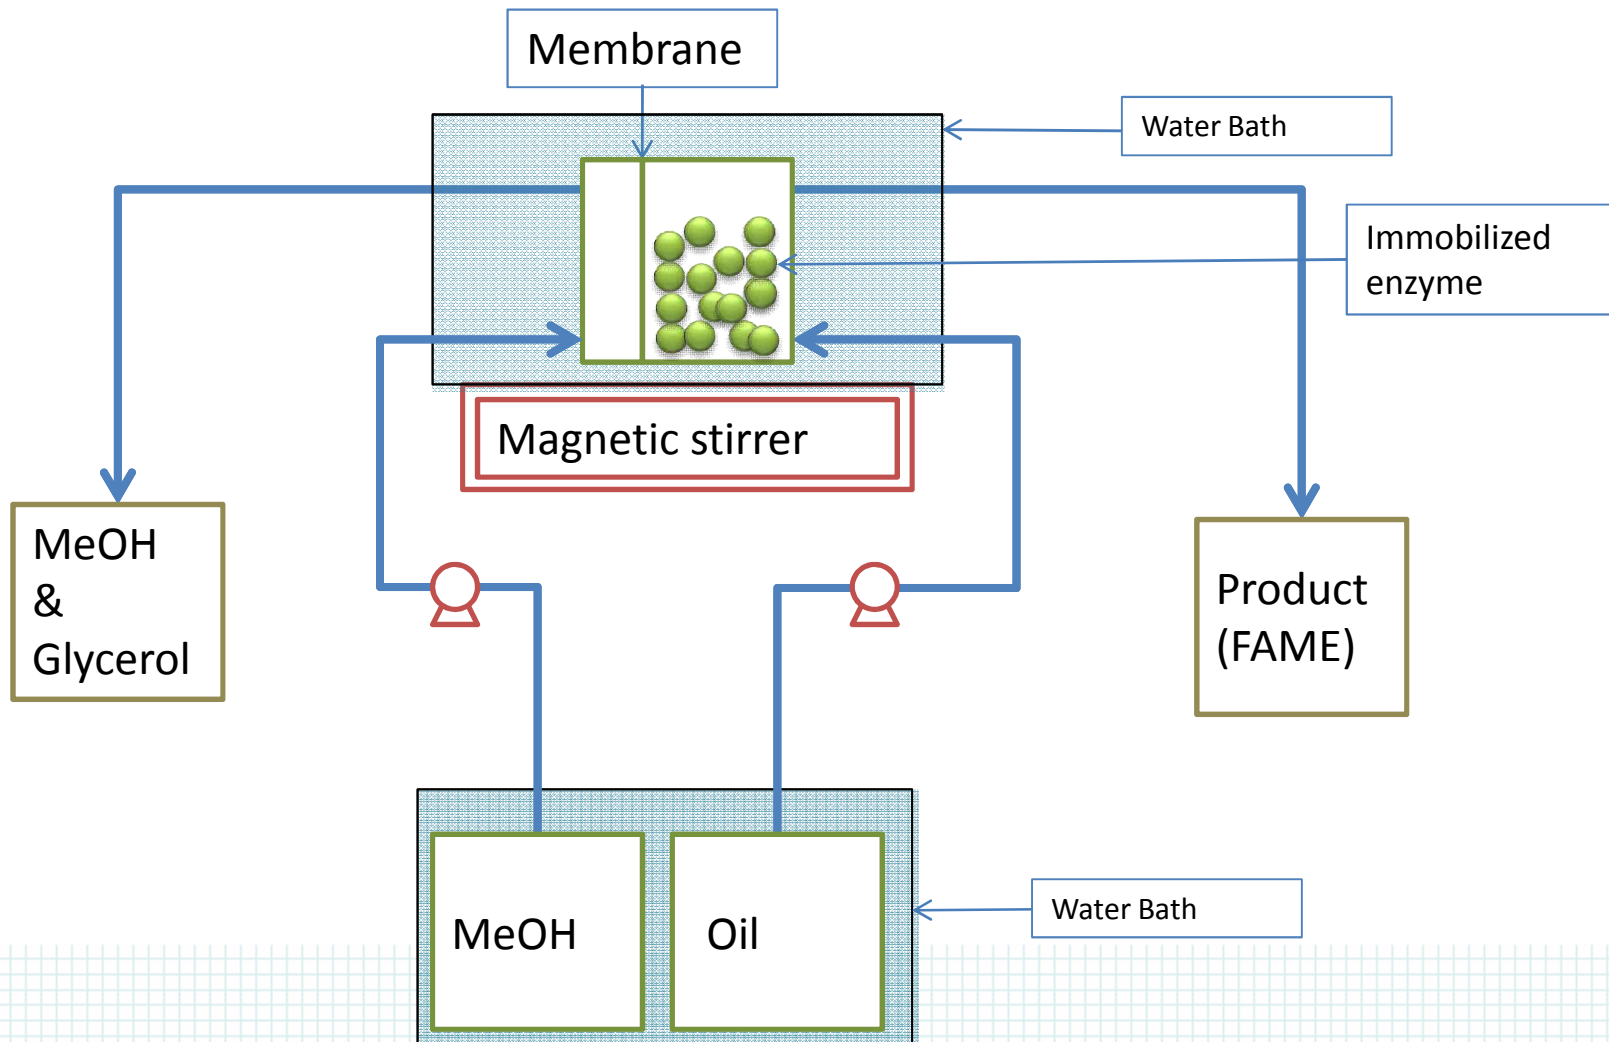 Membrane
Water Bath
Immobilized
enzyme
Magnetic stirrer
MeOH
&
Glycerol
Product
(FAME)
MeOH
Oil
Water Bath